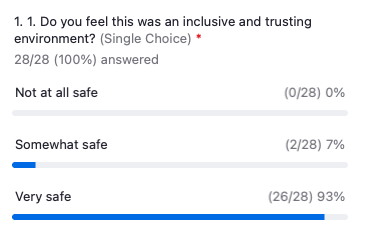 1. 1. Do you feel this was an inclusive and trusting
environment? (Single Choice) *
28/28 (100%) answered
Not at all safe (0/28) 0%
Somewhat safe (2/28) 7%
Very safe (26/28) 93%